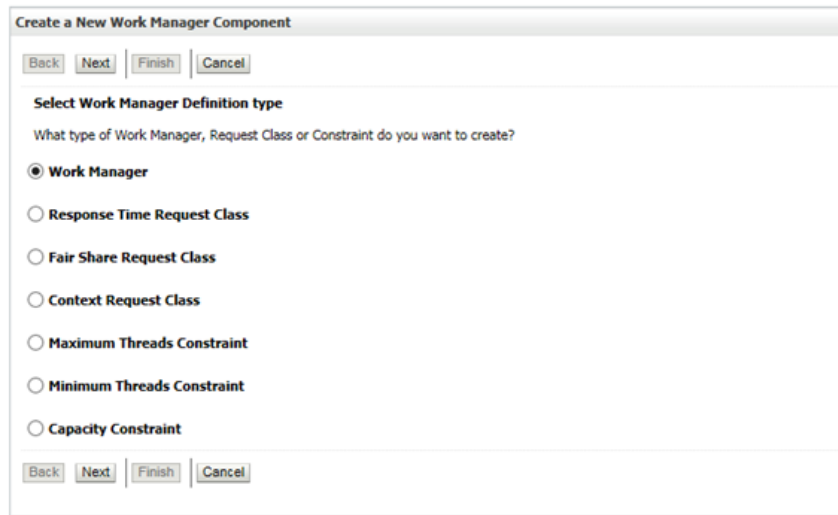 Create a New Work Manager Component
Back Next Finish Cancel
Select Work Manager Definition type
What type of Work Manager, Request Class or Constraint do you want to create?
Work Manager
Response Time Request Class
Fair Share Request Class
Context Request Class
Maximum Threads Constraint
Minimum Threads Constraint
Capacity Constraint
Back Next Finish Cancel